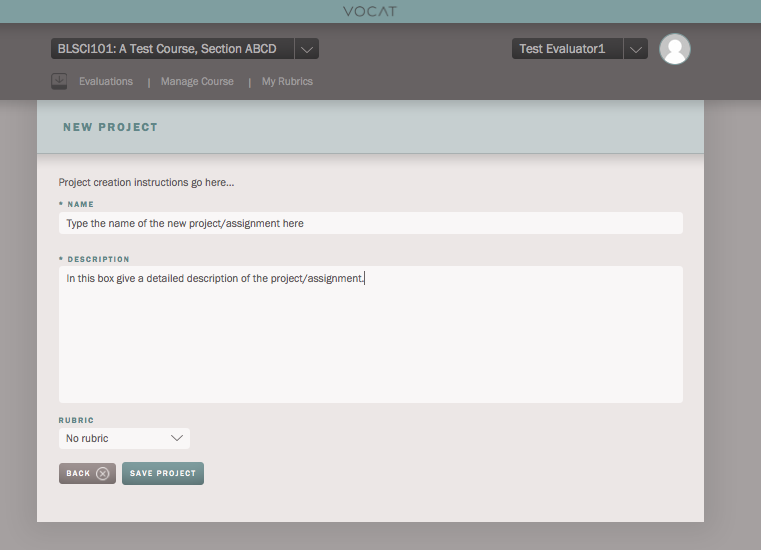 VOCAT
BLSCI101: A Test Course, Section ABCD
Test Evaluator1
Evaluations | Manage Course | My Rubrics
NEW PROJECT
Project creation instructions go here...
* NAME
Type the name of the new project/assignment here
* DESCRIPTION
In this box give a detailed description of the project/assignment.
RUBRIC
No rubric
BACK SAVE PROJECT